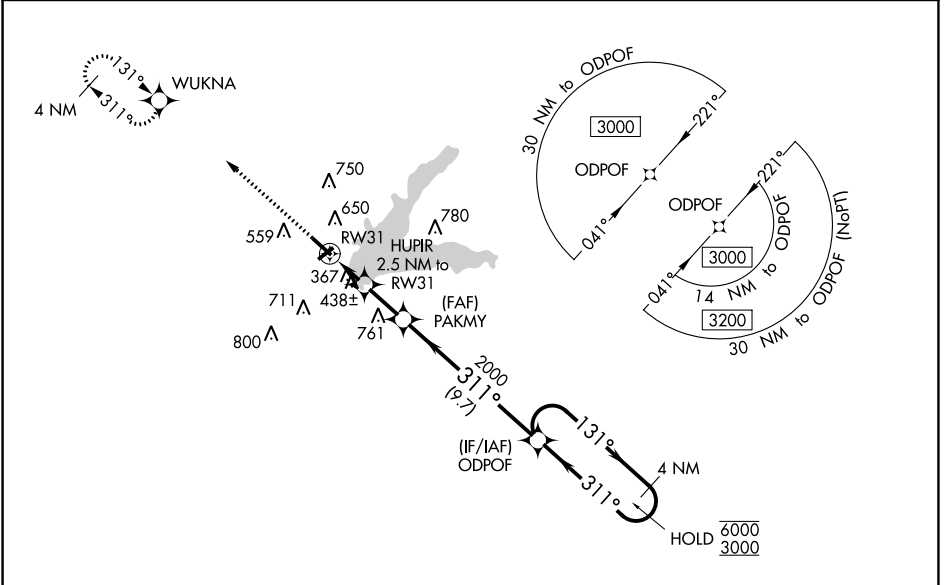 131°
311°
4 NM
WUKNA
30 NM to ODPOF
3000
221°
ODPOF
041°
221°
ODPOF
3000
14 NM to ODPOF
041°
3200
30 NM to ODPOF (NoPT)
750
650
780
559
RW31
HUPIR
2.5 NM to
RW31
367
438±
711
761
800
(FAF)
PAKMY
2000
311°
(9.7)
(IF/IAF)
ODPOF
131°
4 NM
311°
HOLD 6000
3000